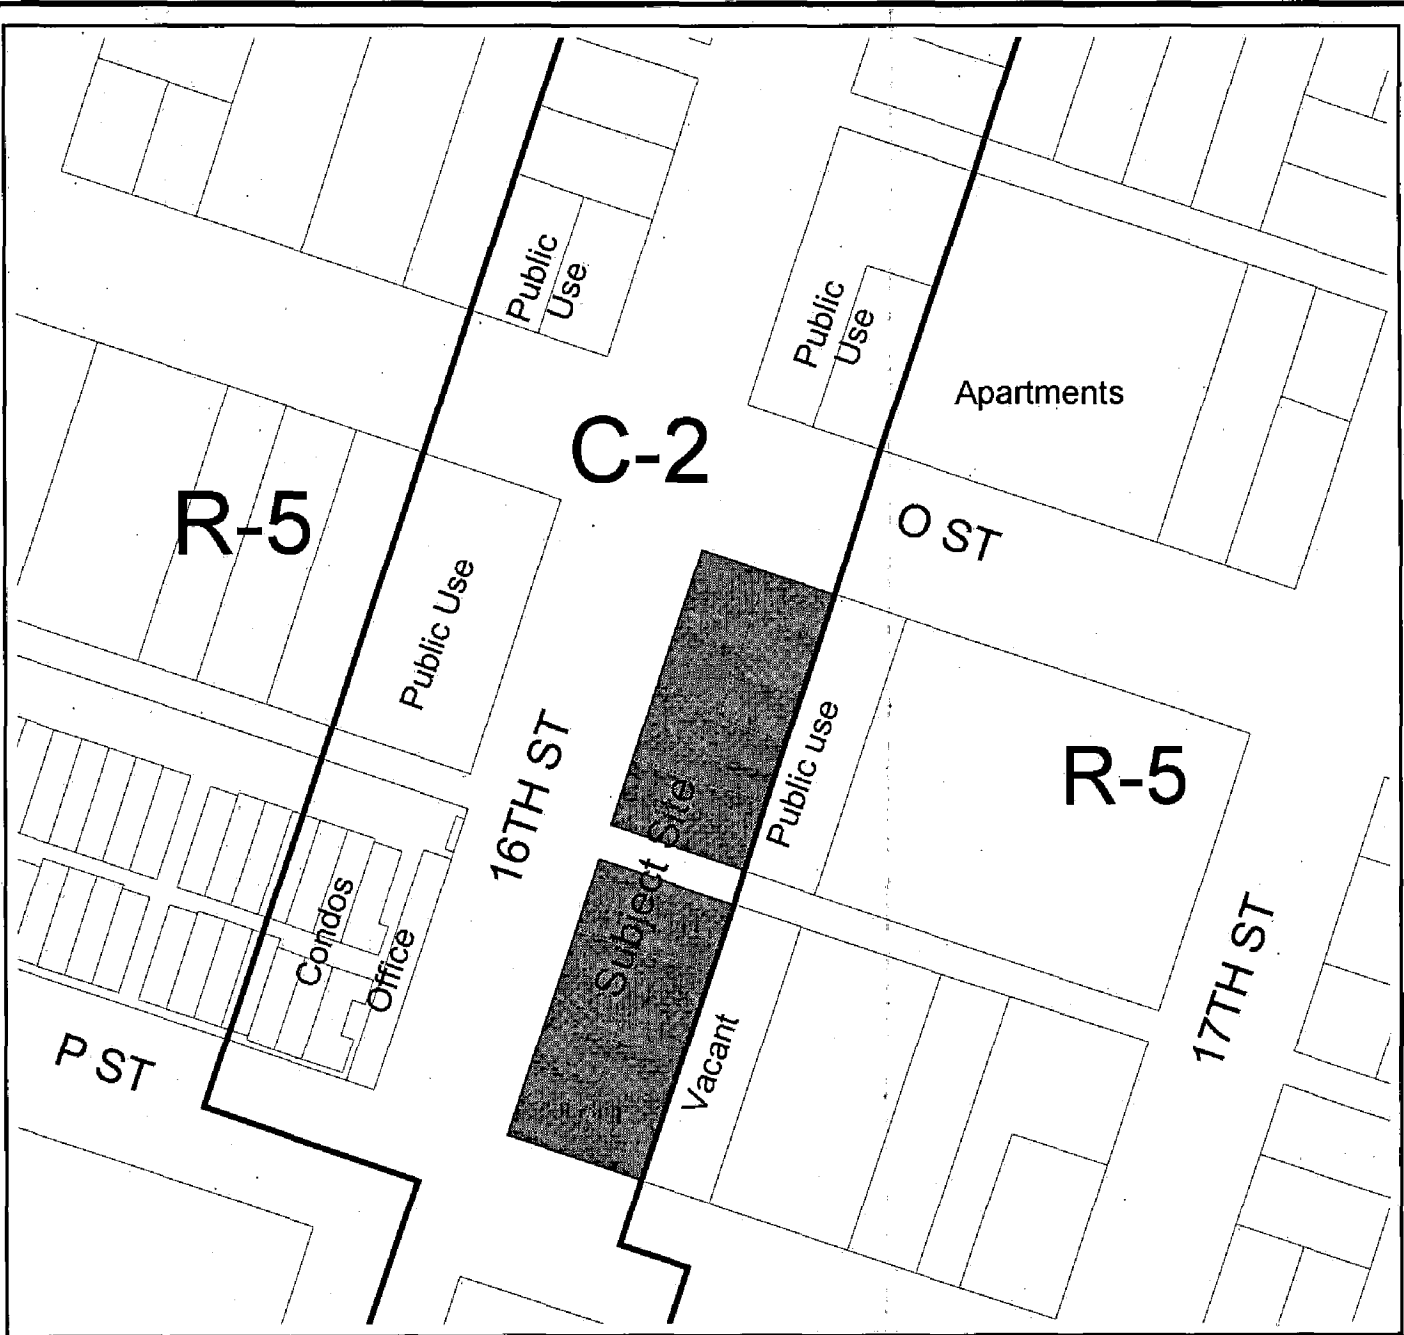 Public
Use
Public
Use
Apartments
C-2
R-5
O ST
Public Use
16TH ST
Public use
R-5
Subject Site
Condos
Office
17TH ST
P ST
Vacant